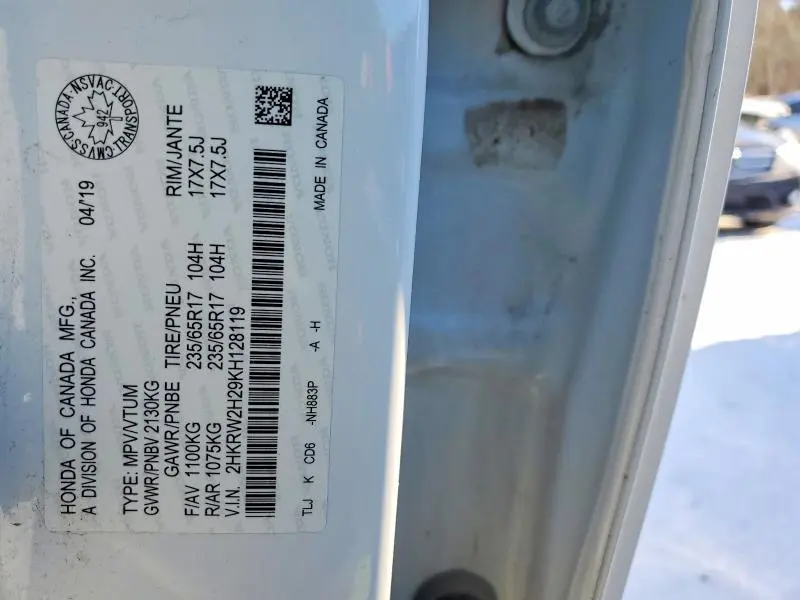 HONDA OF CANADA MFG.,
A DIVISION OF HONDA CANADA INC. 04/19
CMVSS CANADA-NSVAC-TRANSPORT-
942
TYPE: MPV/VTUM
GVWR/PNBV 2130KG
GAWR/PNBE TIRE/PNEU RIM/JANTE
F/AV 1100KG 235/65R17 104H 17X7.5J
R/AR 1075KG 235/65R17 104H 17X7.5J
V.I.N. 2HKRW2H29KH128119
TLJ K CD6 -NH883P -A -H MADE IN CANADA